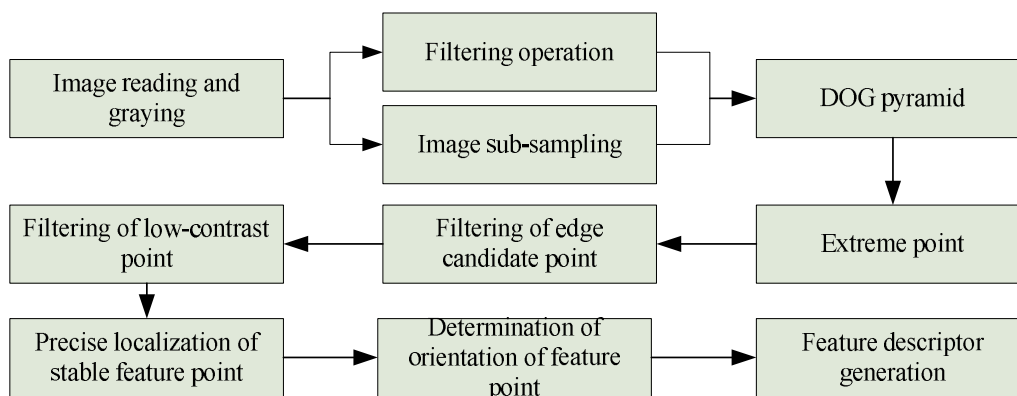 Image reading and
graying
Filtering operation
Image sub-sampling
DOG pyramid
Extreme point
Filtering of edge
candidate point
Filtering of low-contrast
point
Precise localization of
stable feature point
Determination of
orientation of feature
point
Feature descriptor
generation